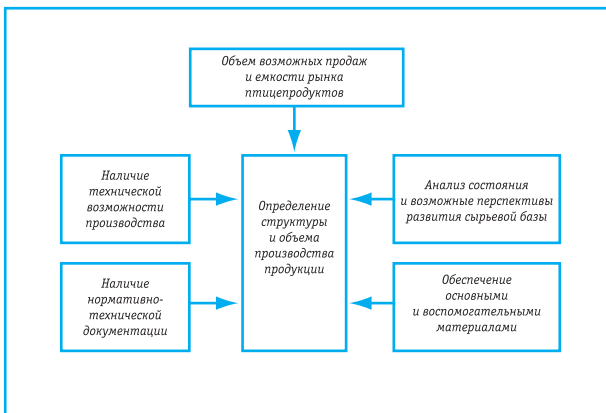 Объем возможных продаж
и емкости рынка
птицепродуктов
Наличие
технической
возможности
производства
Определение
структуры
и объема
производства
продукции
Анализ состояния
и возможные перспективы
развития сырьевой базы
Наличие
нормативно-
технической
документации
Обеспечение
основными
и воспомогательными
материалами